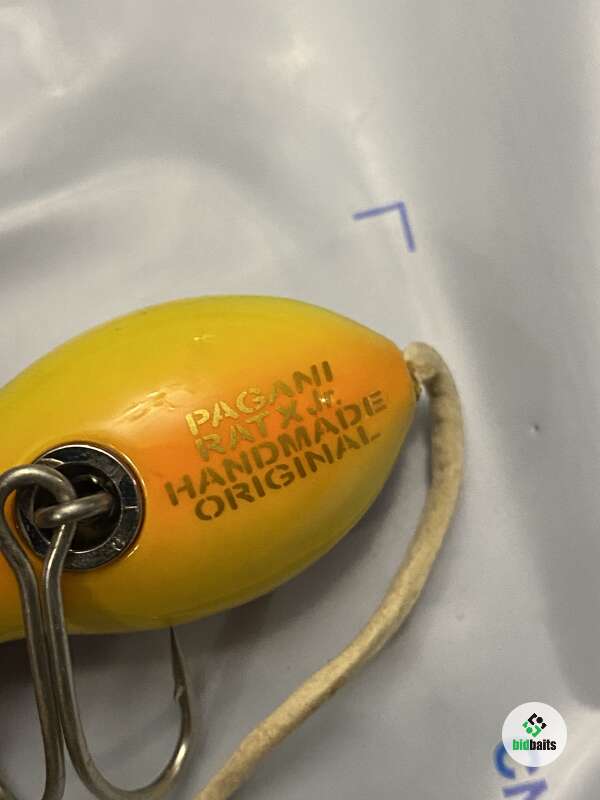 PAGANI
RAT X Jr.
HANDMADE
ORIGINAL
bidbaits